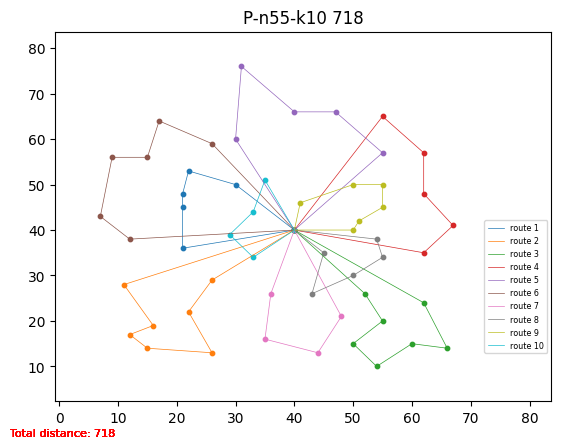 P-n55-k10 718
80
70
60
50
40
30
20
10
0 10 20 30 40 50 60 70 80
route 1
route 2
route 3
route 4
route 5
route 6
route 7
route 8
route 9
route 10
Total distance: 718